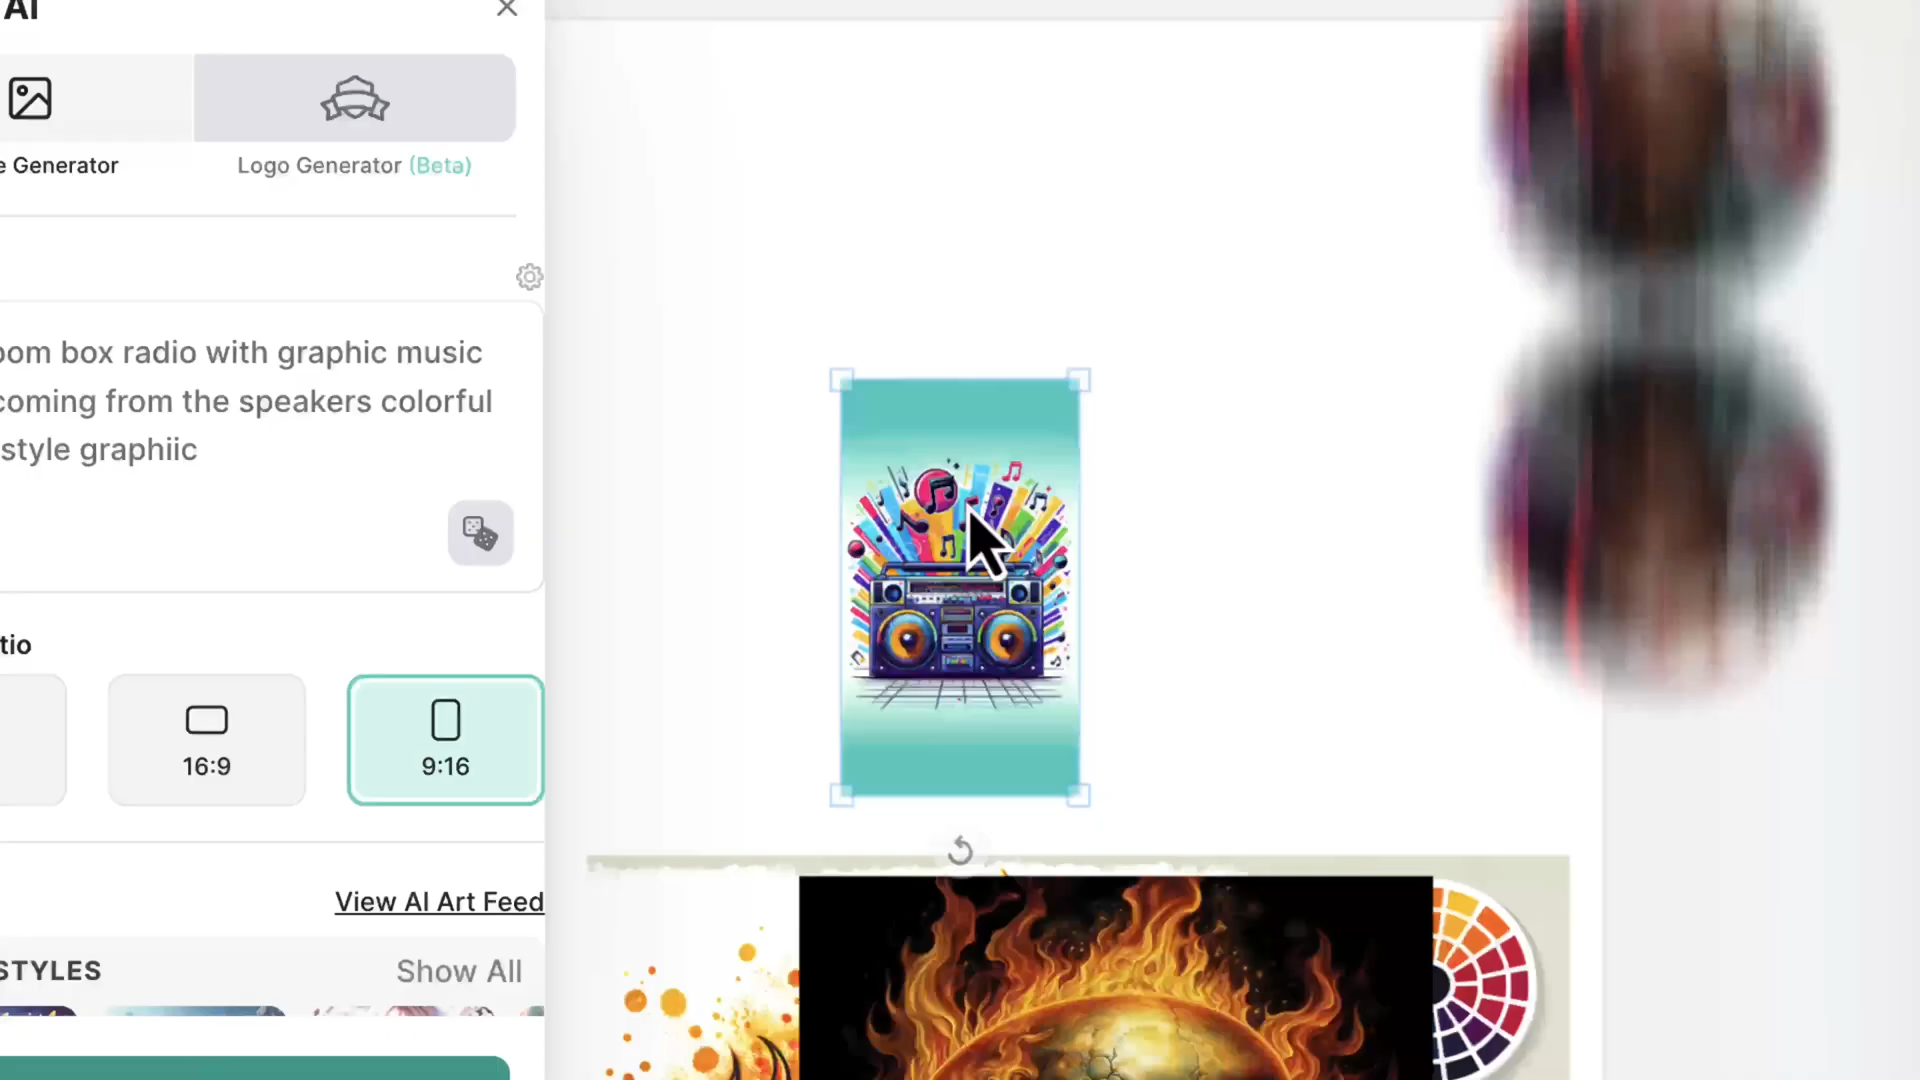 AI
e Generator
Logo Generator (Beta)
oom box radio with graphic music
coming from the speakers colorful
style graphiic
tio
16:9
9:16
View AI Art Feed
STYLES
Show All